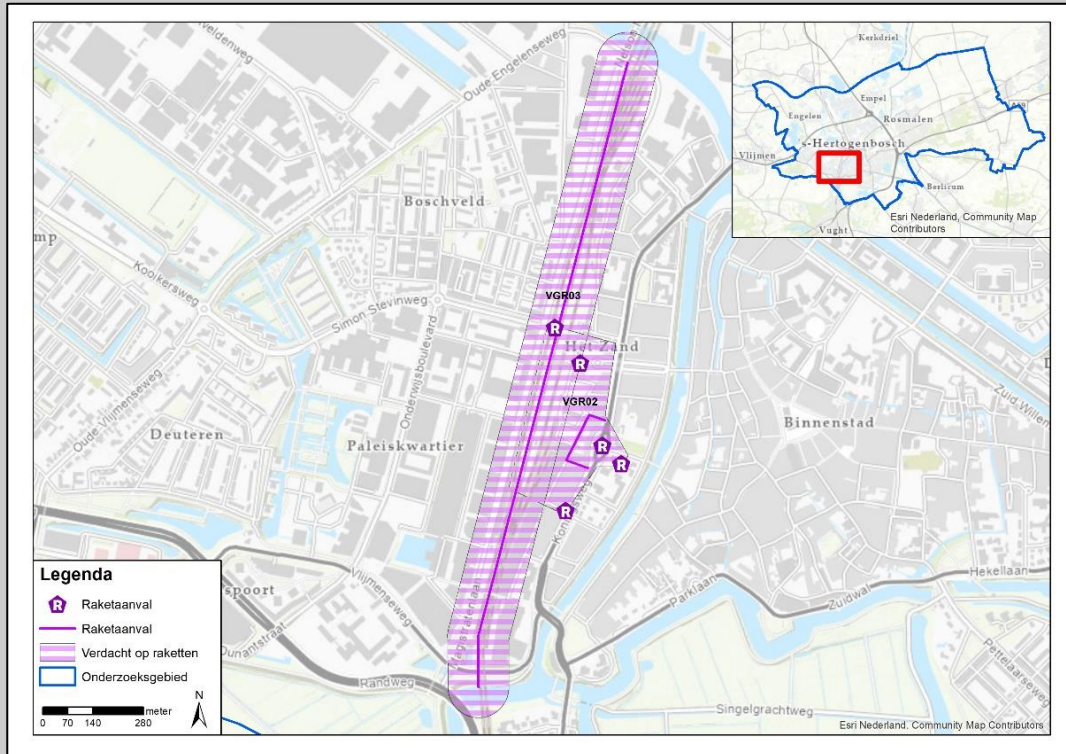 Kerkdriel
Empel
Engelen
Rosmalen
s-Hertogenbosch
Vlijmen
Berlicum
Vught
Esri Nederland, Community Map
Contributors
Oude Engelenseweg
Boschveld
Kooikersweg
Simon Stevinweg
VGR03
R
Het Zand
R
VGR02
Onderwijsboulevard
Oude Vlijmenseweg
Deuteren
Paleiskwartier
Binnenstad
R
R
R
Zuid-Willem
Hekellaan
Vlijmenseweg
Parklaan
Zuidwal
Pettelaarseweg
Randweg
Singelgrachtweg
Legenda
R Raketaanval
Raketaanval
Verdacht op raketten
Onderzoeksgebied
N
0 70 140 280 meter
Esri Nederland, Community Map Contributors